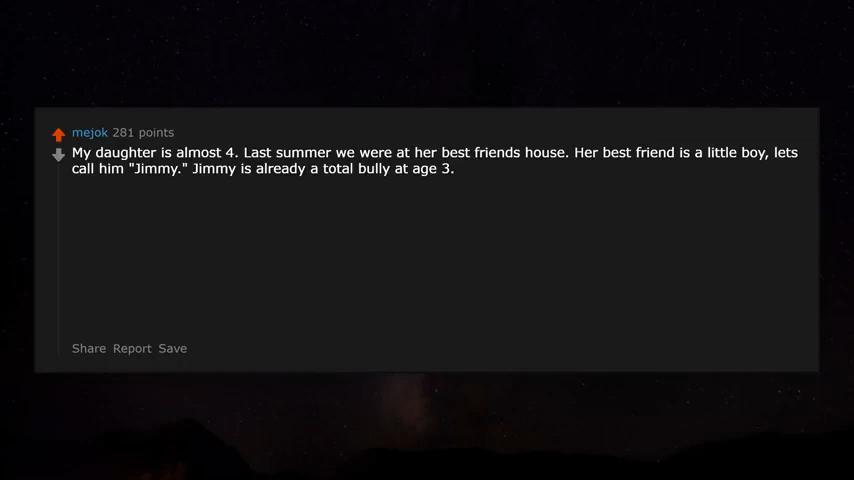 mejok 281 points
My daughter is almost 4. Last summer we were at her best friends house. Her best friend is a little boy, lets
call him "Jimmy." Jimmy is already a total bully at age 3.
Share Report Save